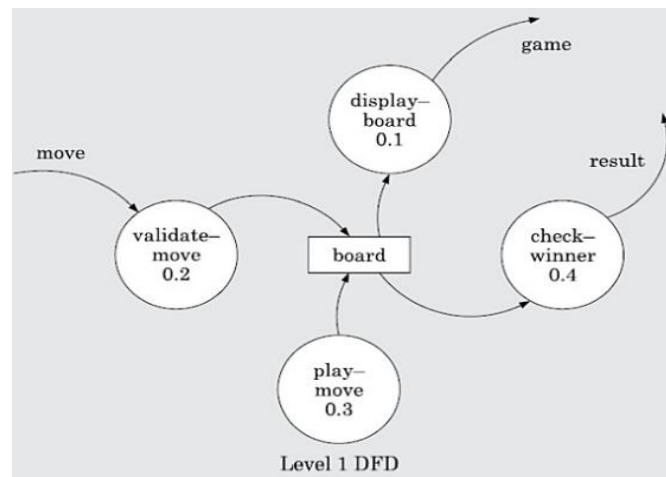 game
display–
board
0.1
move
result
validate–
move
0.2
board
check–
winner
0.4
play–
move
0.3
Level 1 DFD